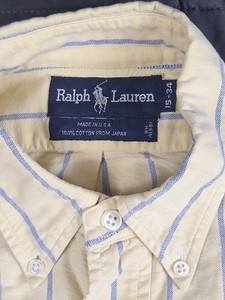 Ralph Lauren
MADE IN U.S.A.
100% COTTON FROM JAPAN
15-34